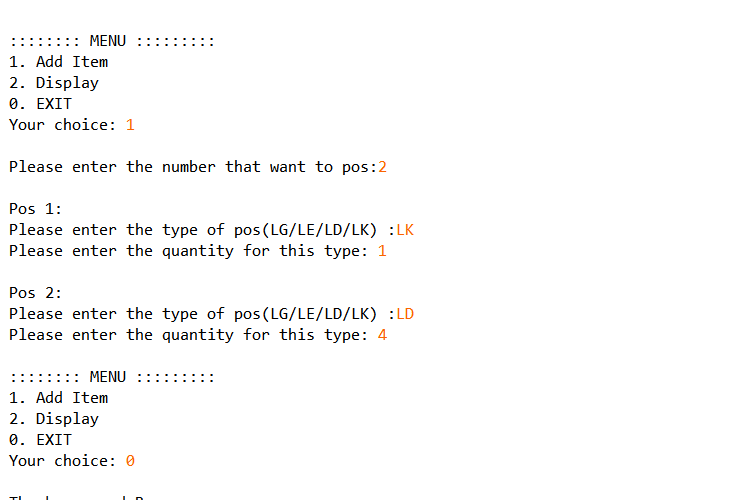 :::::::: MENU :::::::::
1. Add Item
2. Display
0. EXIT
Your choice: 1
Please enter the number that want to pos:2
Pos 1:
Please enter the type of pos(LG/LE/LD/LK) :LK
Please enter the quantity for this type: 1
Pos 2:
Please enter the type of pos(LG/LE/LD/LK) :LD
Please enter the quantity for this type: 4
:::::::: MENU :::::::::
1. Add Item
2. Display
0. EXIT
Your choice: 0